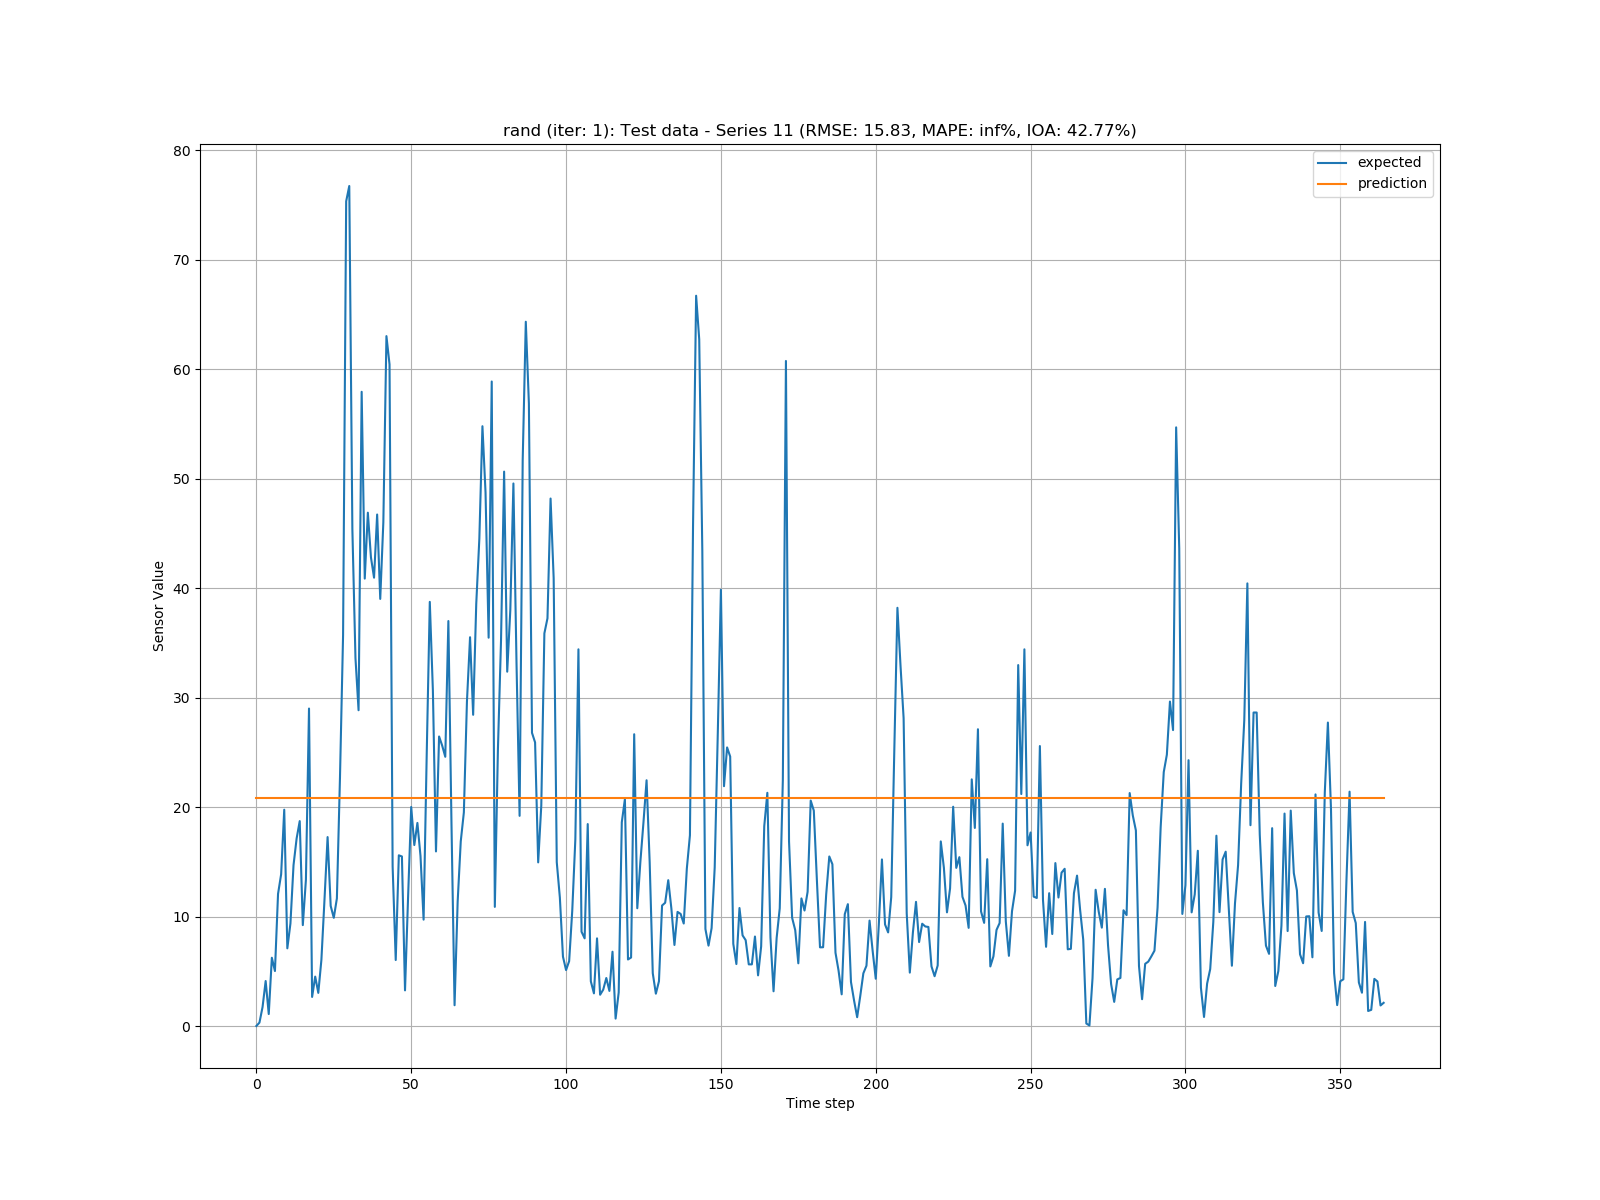 rand (iter: 1): Test data - Series 11 (RMSE: 15.83, MAPE: inf%, IOA: 42.77%)
expected
prediction
80
70
60
50
40
30
20
10
0
Sensor Value
0 50 100 150 200 250 300 350
Time step